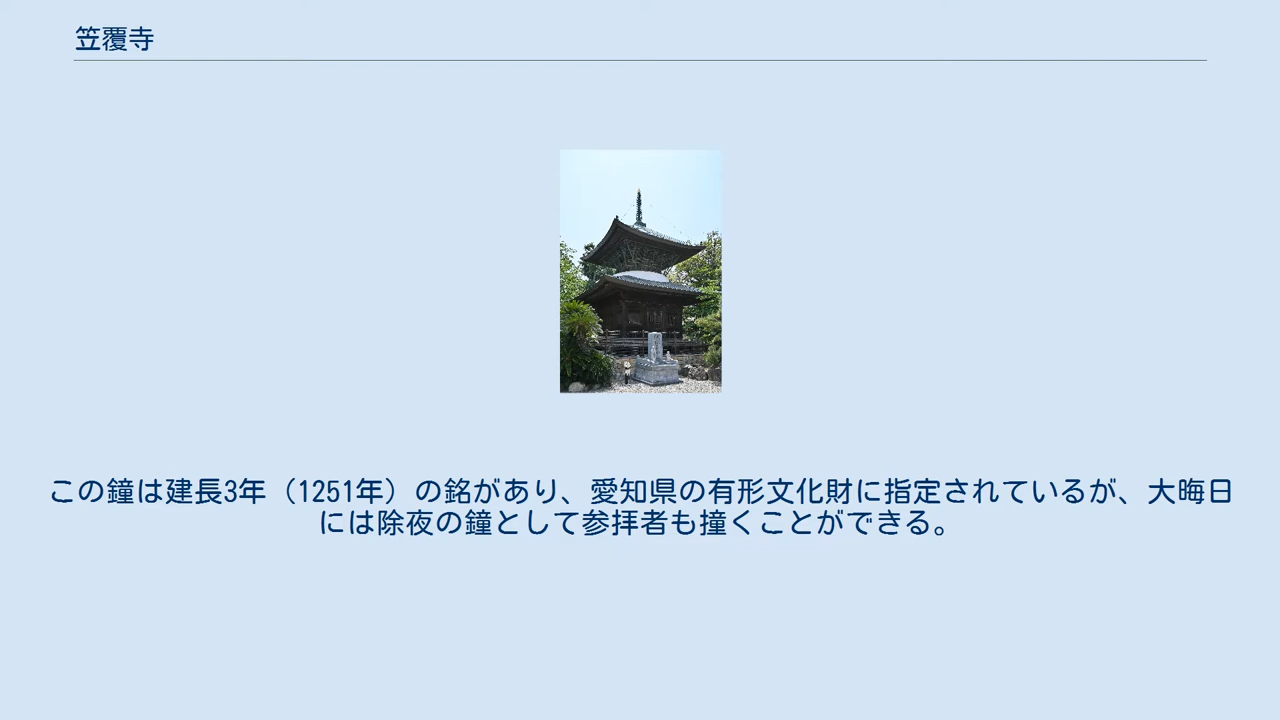 笠覆寺
この鐘は建長3年（1251年）の銘があり、愛知県の有形文化財に指定されているが、大晦日
には除夜の鐘として参拝者も撞くことができる。